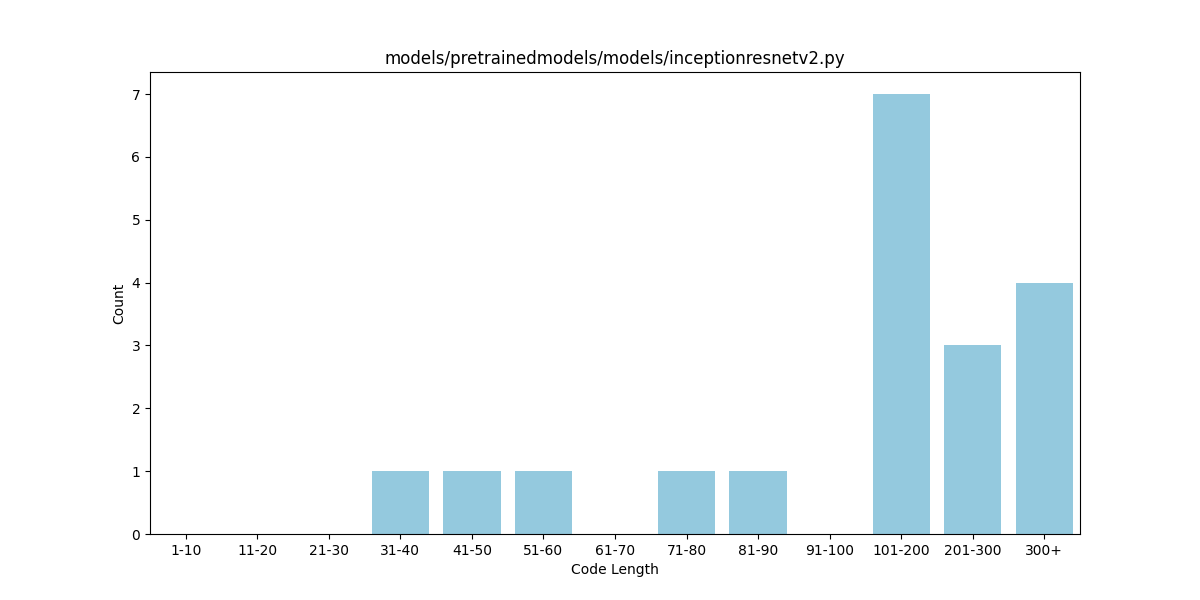 models/pretrainedmodels/models/inceptionresnetv2.py
Count
7
6
5
4
3
2
1
0
1-10 11-20 21-30 31-40 41-50 51-60 61-70 71-80 81-90 91-100 101-200 201-300 300+
Code Length